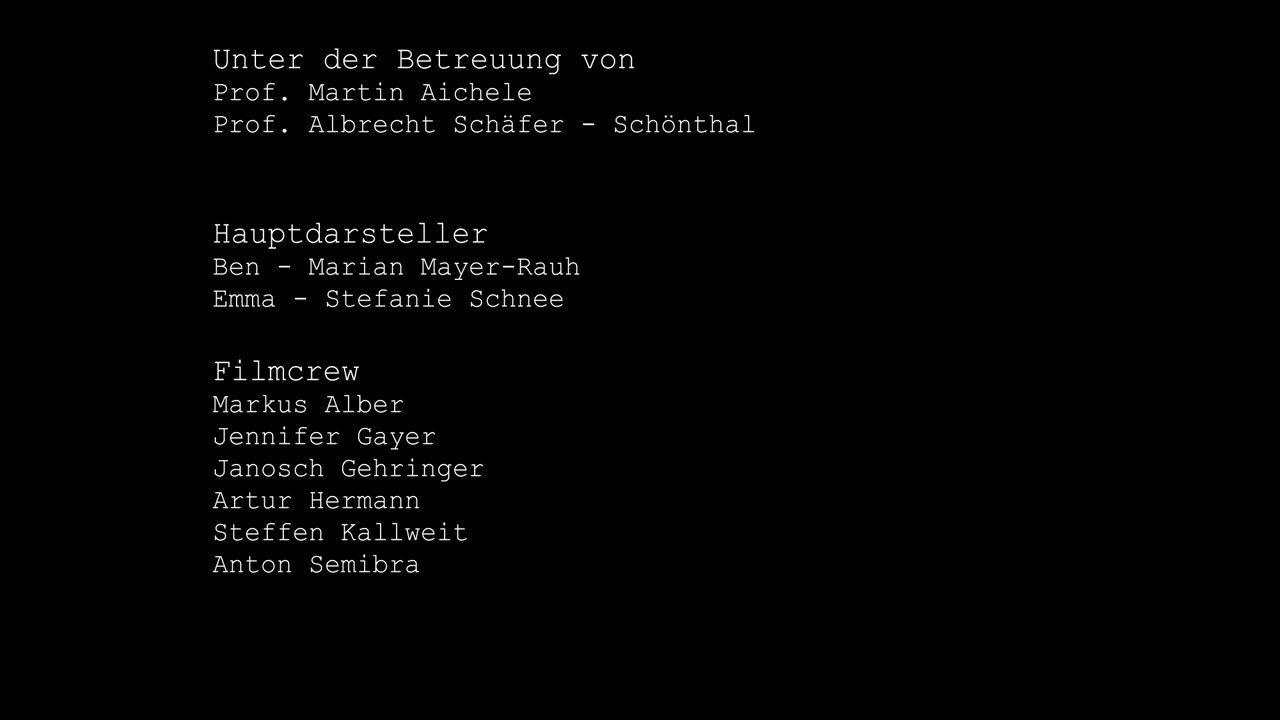 Unter der Betreuung von
Prof. Martin Aichele
Prof. Albrecht Schäfer - Schönthal
Hauptdarsteller
Ben - Marian Mayer-Rauh
Emma - Stefanie Schnee
Filmcrew
Markus Alber
Jennifer Gayer
Janosch Gehringer
Artur Hermann
Steffen Kallweit
Anton Semibra